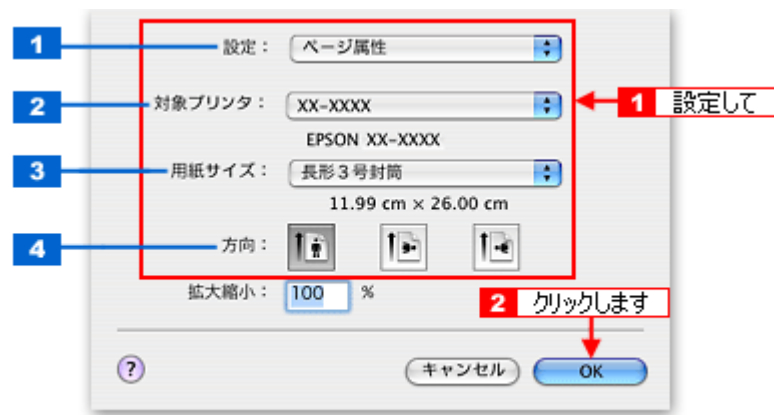 1 設定： ページ属性
2 対象プリンタ： XX-XXXX 1 設定して
EPSON XX-XXXX
3 用紙サイズ： 長形3号封筒
11.99 cm × 26.00 cm
4 方向：
拡大縮小： 100 %
2 クリックします
? キャンセル OK